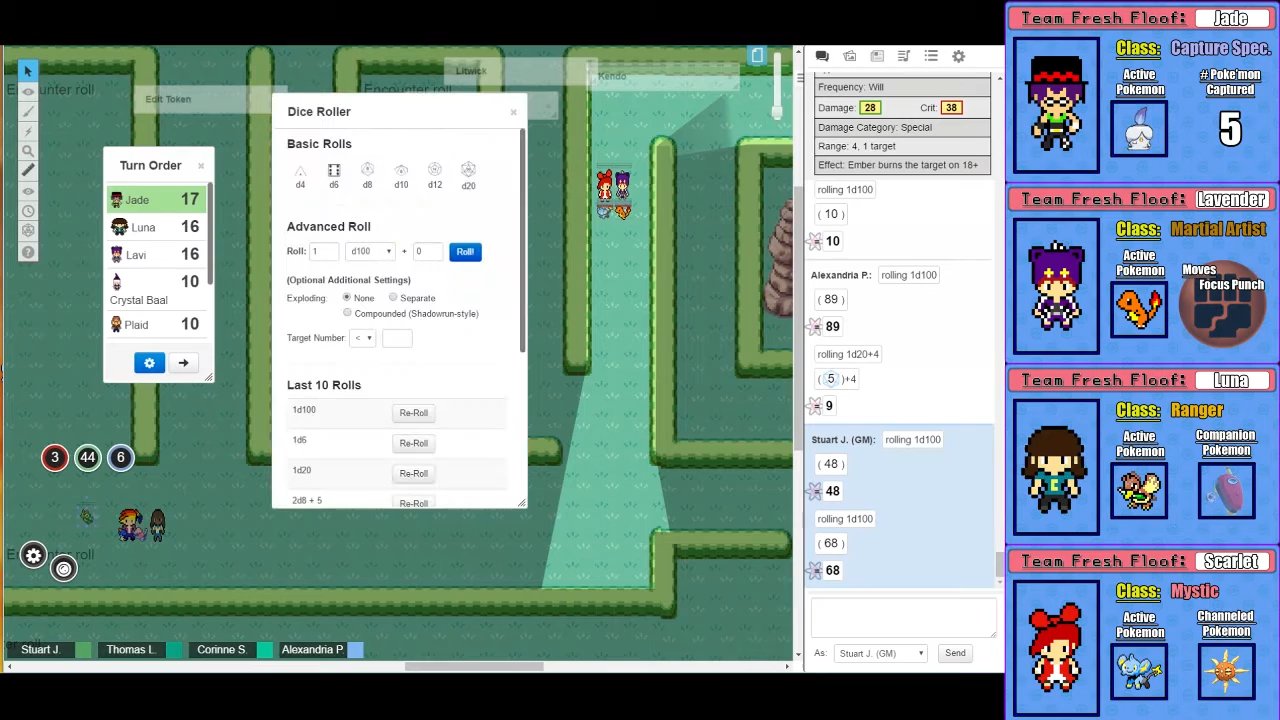 Encounter roll
Edit Token
Encounter roll
Litwick
Kendo
Turn Order
Jade 17
Luna 16
Lavi 16
Crystal Baal 10
Plaid 10
Dice Roller
Basic Rolls
d4 d6 d8 d10 d12 d20
Advanced Roll
Roll: 1 d100 + 0 Roll!
(Optional Additional Settings)
Exploding: None Separate
Compounded (Shadowrun-style)
Target Number: <
Last 10 Rolls
1d100 Re-Roll
1d6 Re-Roll
1d20 Re-Roll
2d8 + 5 Re-Roll
3 44 6
Encounter roll
Stuart J. Thomas L. Corinne S. Alexandria P
Frequency: Will
Damage: 28 Crit: 38
Damage Category: Special
Range: 4, 1 Target
Effect: Ember burns the target on 18+
rolling 1d100
( 10 )
= 10
Alexandria P.: rolling 1d100
( 89 )
= 89
rolling 1d20+4
( 5 )+4
= 9
Stuart J. (GM): rolling 1d100
( 48 )
= 48
rolling 1d100
( 68 )
= 68
As: Stuart J. (GM) Send
Team Fresh Floof: Jade
Class: Capture Spec.
Active Pokemon
# Poke'mon Captured
5
Team Fresh Floof: Lavender
Class: Martial Artist
Active Pokemon
Moves
Focus Punch
Team Fresh Floof: Luna
Class: Ranger
Active Pokemon
Companion Pokemon
Team Fresh Floof: Scarlet
Class: Mystic
Active Pokemon
Channeled Pokemon